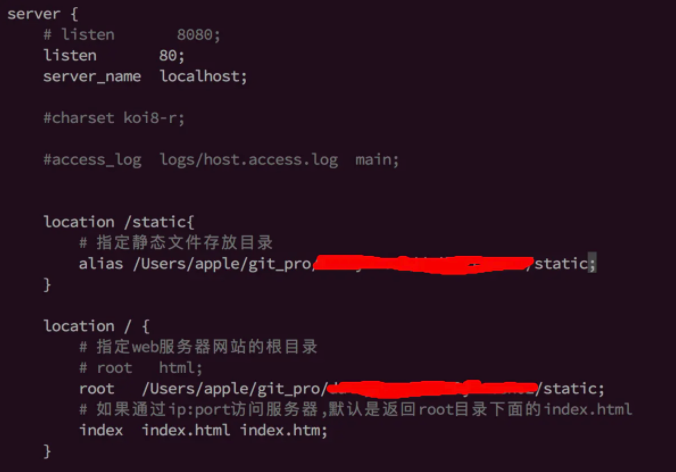 server {
# listen 8080;
listen 80;
server_name localhost;
#charset koi8-r;
#access_log logs/host.access.log main;
location /static{
# 指定静态文件存放目录
alias /Users/apple/git_pro/ /static;
}
location / {
# 指定web服务器网站的根目录
# root html;
root /Users/apple/git_pro/ /static;
# 如果通过ip:port访问服务器,默认是返回root目录下面的index.html
index index.html index.htm;
}